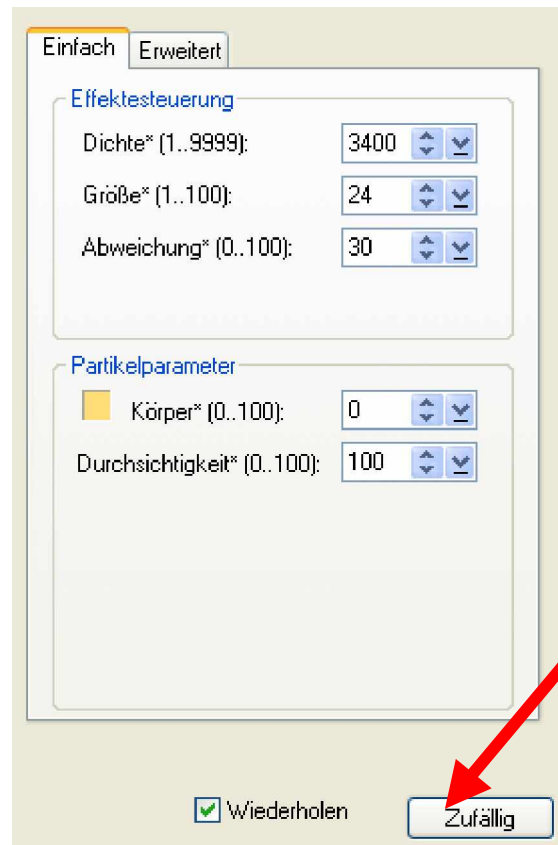 Einfach Erweitert
Effektesteuerung
Dichte* (1..9999): 3400
Größe* (1..100): 24
Abweichung* (0..100): 30
Partikelparameter
Körper* (0..100): 0
Durchsichtigkeit* (0..100): 100
Wiederholen Zufällig